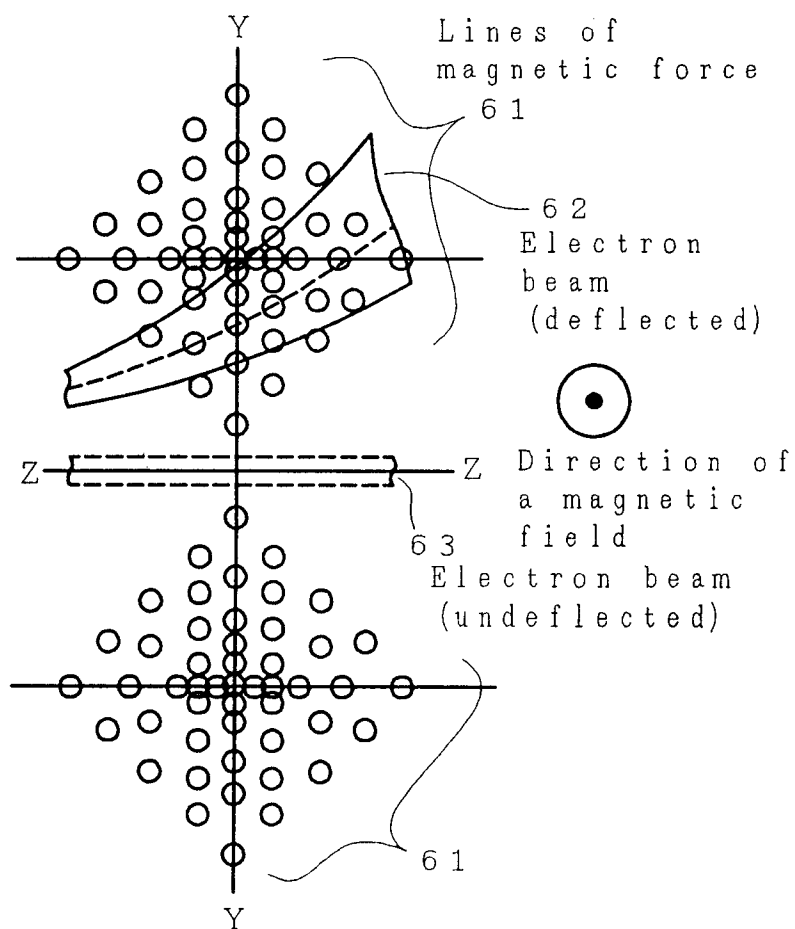 Y
Lines of
magnetic force
61
62
Electron
beam
(deflected)
Z
Z
Direction of
a magnetic
field
63
Electron beam
(undeflected)
61
Y